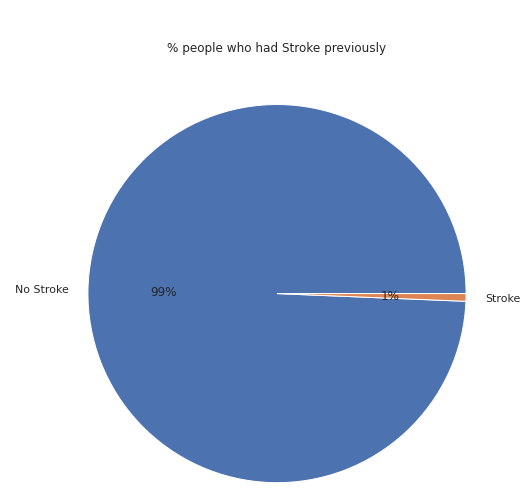 % people who had Stroke previously
No Stroke
99%
1%
Stroke